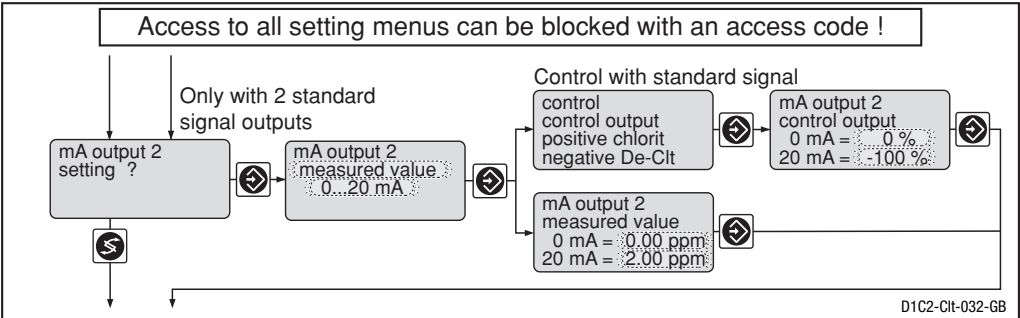 Access to all setting menus can be blocked with an access code !
Only with 2 standard
signal outputs
mA output 2
setting ?
mA output 2
measured value
0...20 mA
Control with standard signal
control
control output
positive chlorit
negative De-Clt
mA output 2
control output
0 mA = 0 %
20 mA = -100 %
mA output 2
measured value
0 mA = 0.00 ppm
20 mA = 2.00 ppm
D1C2-Clt-032-GB